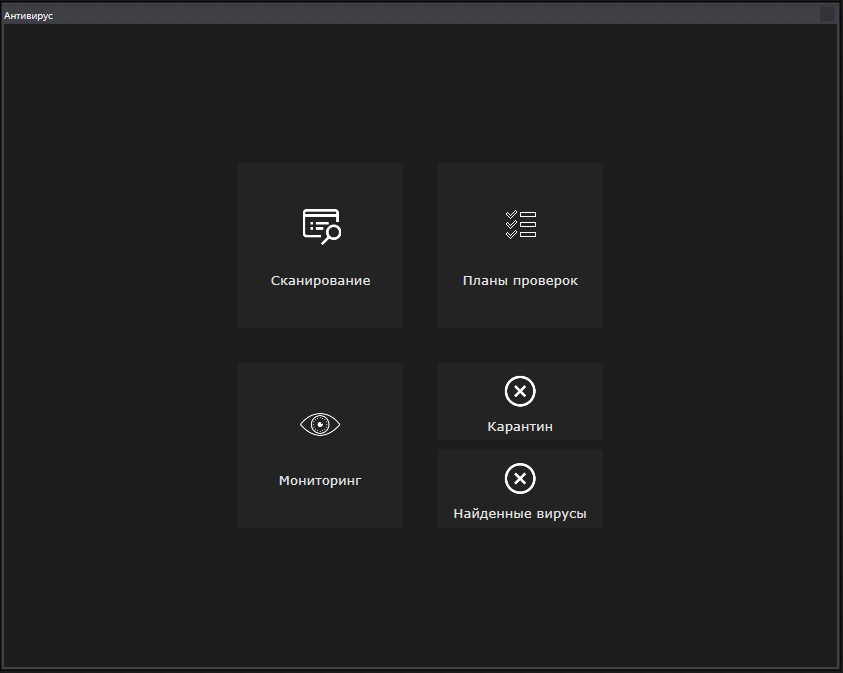 Антивирус
Сканирование
Планы проверок
Мониторинг
Карантин
Найденные вирусы